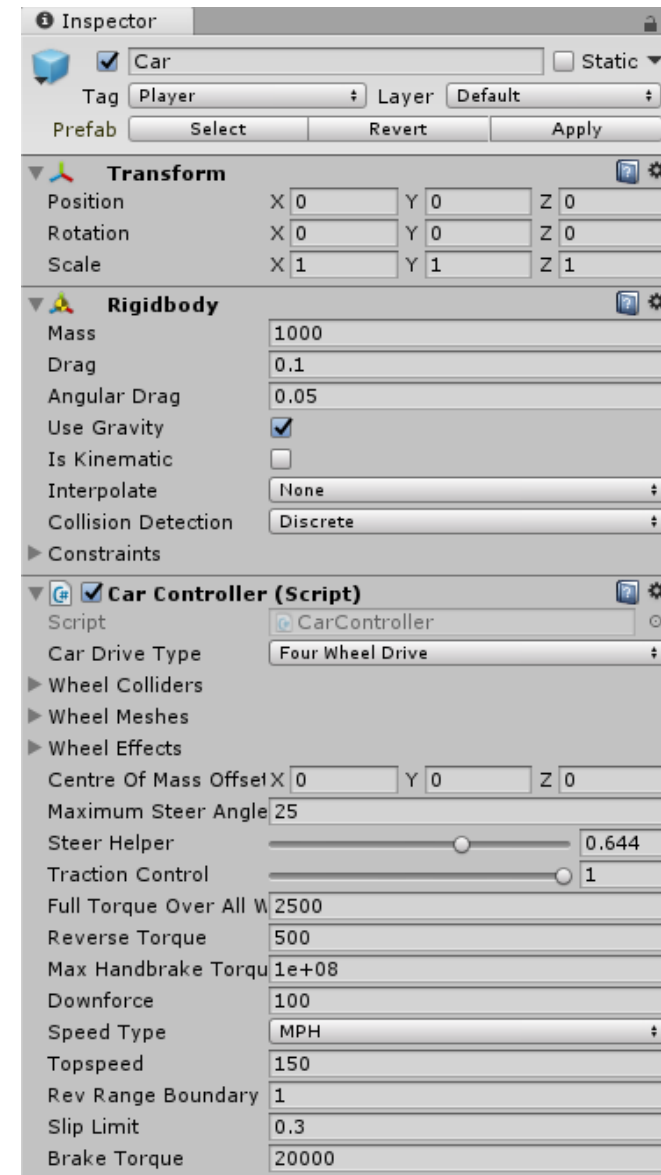 Inspector
Car Static
Tag Player Layer Default
Prefab Select Revert Apply
Transform
Position X 0 Y 0 Z 0
Rotation X 0 Y 0 Z 0
Scale X 1 Y 1 Z 1
Rigidbody
Mass 1000
Drag 0.1
Angular Drag 0.05
Use Gravity
Is Kinematic
Interpolate None
Collision Detection Discrete
Constraints
Car Controller (Script)
Script CarController
Car Drive Type Four Wheel Drive
Wheel Colliders
Wheel Meshes
Wheel Effects
Centre Of Mass Offset X 0 Y 0 Z 0
Maximum Steer Angle 25
Steer Helper 0.644
Traction Control 1
Full Torque Over All W 2500
Reverse Torque 500
Max Handbrake Torqu 1e+08
Downforce 100
Speed Type MPH
Topspeed 150
Rev Range Boundary 1
Slip Limit 0.3
Brake Torque 20000